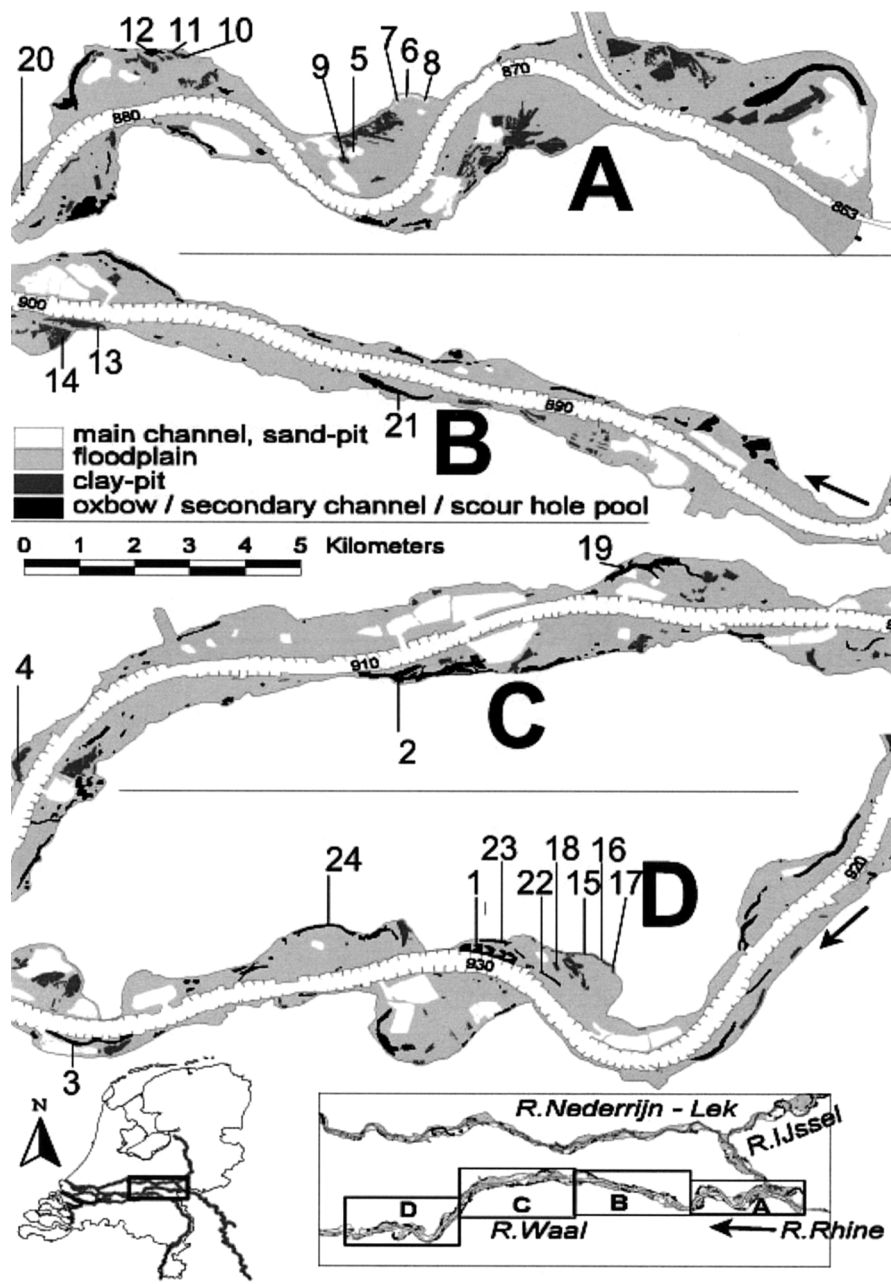 12 11 10
20
7 6 8
9 5
870
880
A
863
900
14 13
21
B
890
main channel, sand-pit
floodplain
clay-pit
oxbow / secondary channel / scour hole pool
0 1 2 3 4 5 Kilometers
19
4
910
2
C
24
1 23
22 18 15 16 17
D
920
930
3
N
R.Nederrijn - Lek
R.IJssel
D C B A
R.Waal
R.Rhine